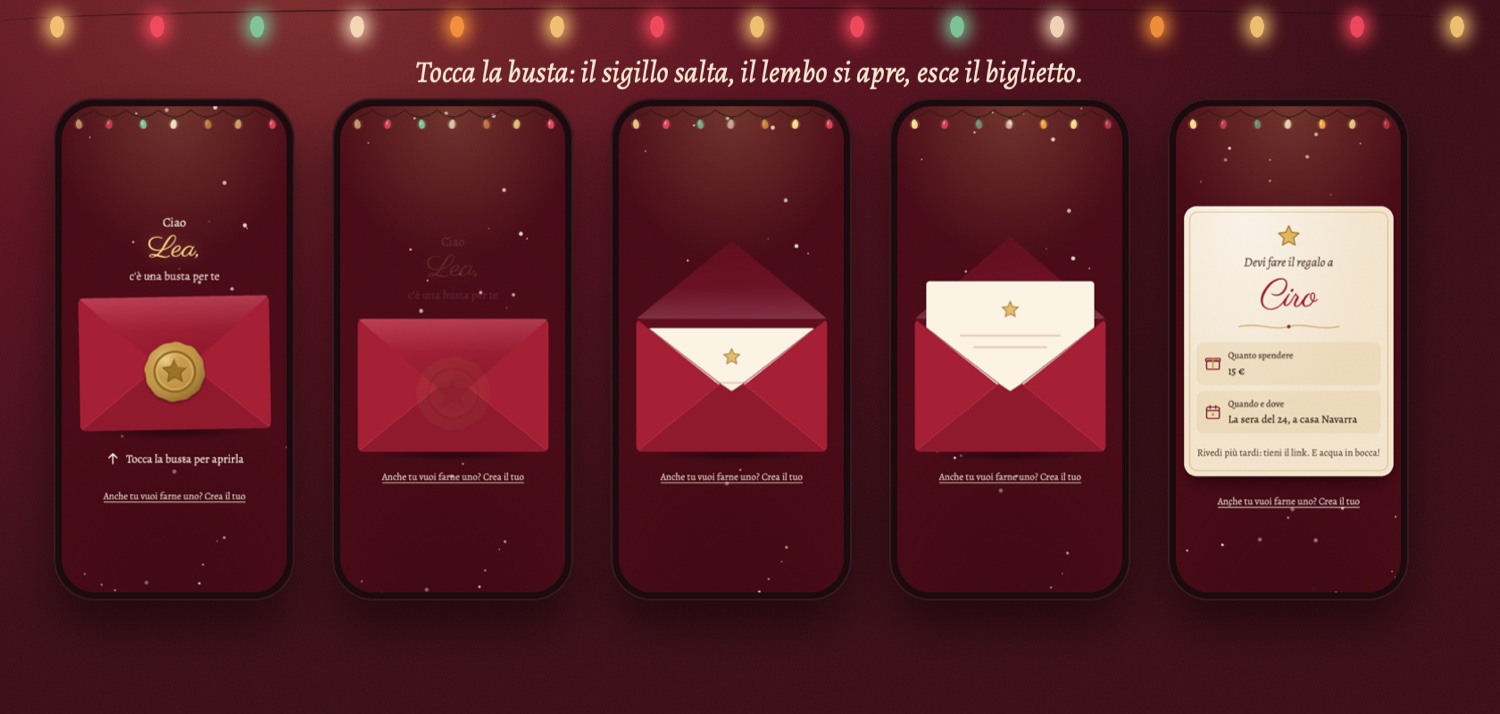 Tocca la busta: il sigillo salta, il lembo si apre, esce il biglietto.
Ciao
Lea,
c'è una busta per te
Tocca la busta per aprirla
Anche tu vuoi farne uno? Crea il tuo
Ciao
Lea,
c'è una busta per te
Anche tu vuoi farne uno? Crea il tuo
Anche tu vuoi farne uno? Crea il tuo
Anche tu vuoi farne uno? Crea il tuo
Devi fare il regalo a
Ciro
Quanto spendere
15 €
Quando e dove
La sera del 24, a casa Navarra
Rivedi più tardi: tieni il link. E acqua in bocca!
Anche tu vuoi farne uno? Crea il tuo